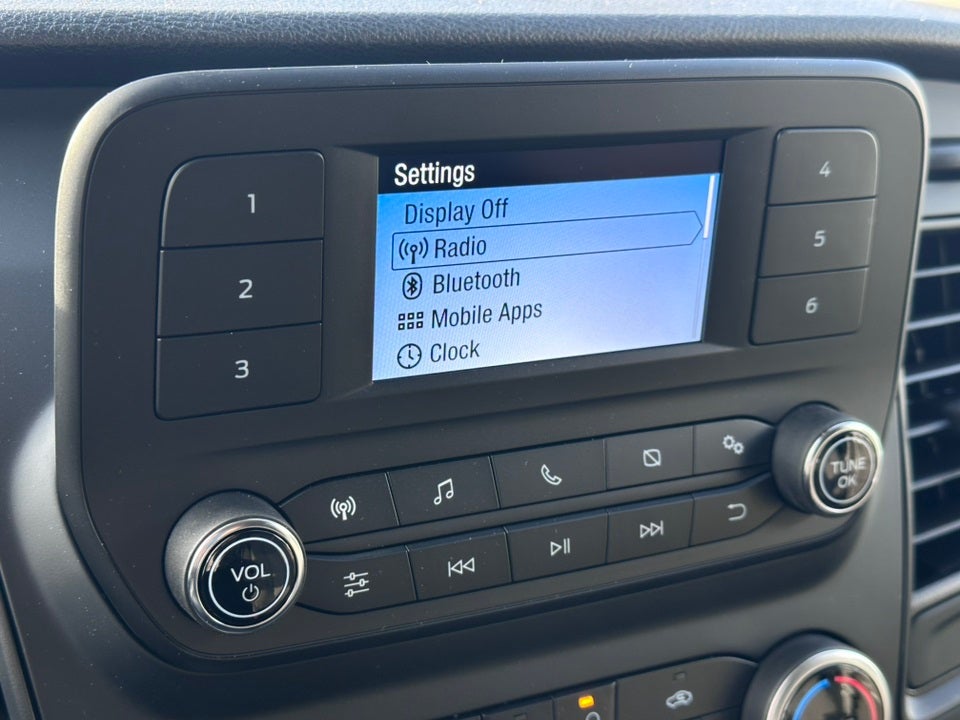 Settings
Display Off
Radio
Bluetooth
Mobile Apps
Clock
1
2
3
4
5
6
VOL
TUNE
OK